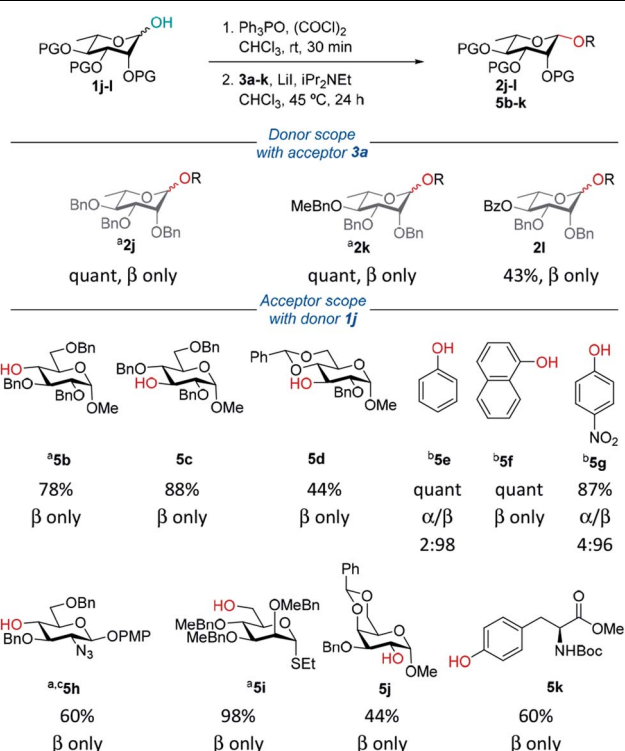 OH
O
PGO
PGO
OPG
1j-l
1. Ph3PO, (COCl)2
CHCl3, rt, 30 min
2. 3a-k, LiI, iPr2NEt
CHCl3, 45 ºC, 24 h
O
OR
PGO
PGO
OPG
2j-l
5b-k
Donor scope
with acceptor 3a
OR
O
BnO
BnO
OBn
a2j
quant, β only
OR
O
MeBnO
BnO
OBn
a2k
quant, β only
OR
O
BzO
BnO
OBn
2l
43%, β only
Acceptor scope
with donor 1j
OBn
HO
O
BnO
BnO
OMe
a5b
78%
β only
OBn
BnO
O
HO
BnO
OMe
5c
88%
β only
Ph
O
O
O
HO
BnO
OMe
5d
44%
β only
OH
b5e
quant
α/β
2:98
OH
b5f
quant
β only
OH
NO2
b5g
87%
α/β
4:96
OBn
HO
O
BnO
OPMP
N3
a,c5h
60%
β only
HO
OMeBn
MeBnO
O
MeBnO
SEt
a5i
98%
β only
Ph
O
O
O
BnO
OH
OMe
5j
44%
β only
O
OMe
HO
NHBoc
5k
60%
β only